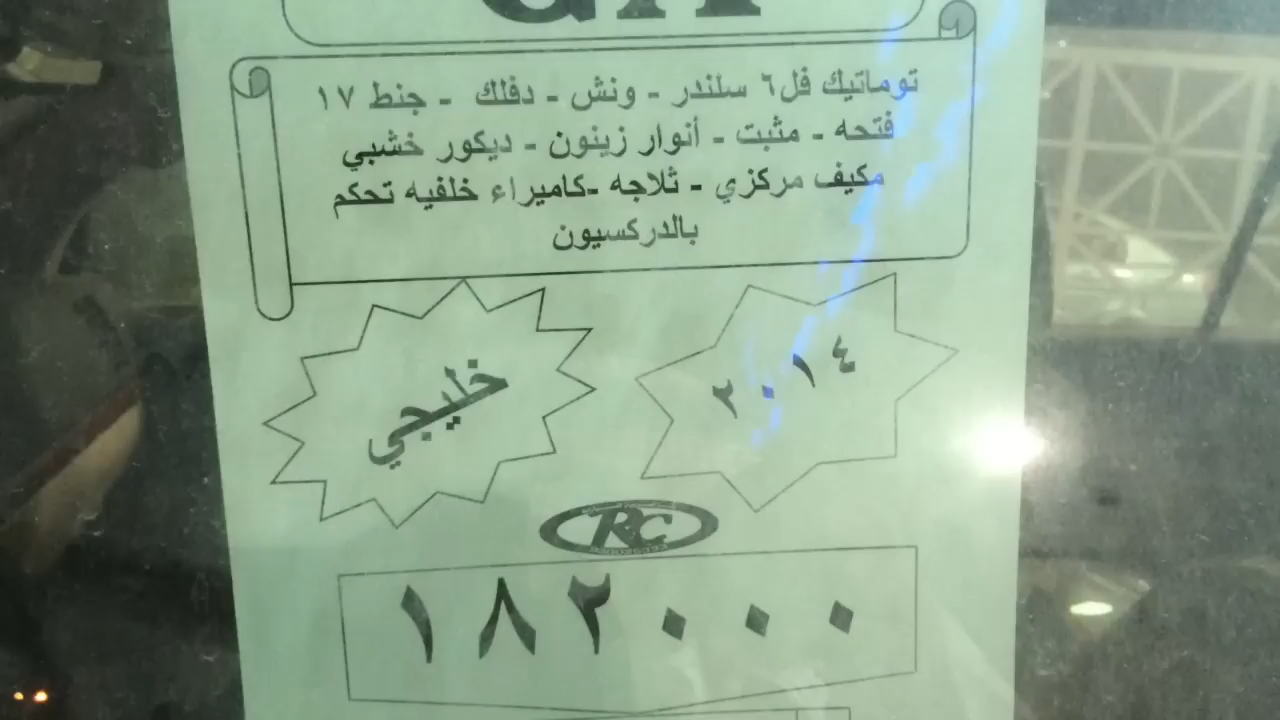 توماتيك فل٦ سلندر - ونش - دفلك - جنط ١٧
فتحه - مثبت - أنوار زينون - ديكور خشبي
مكيف مركزي - ثلاجه -كاميراء خلفيه تحكم
بالدركسيون
خليجي
٢٠١٤
RC
١٨٢٠٠٠